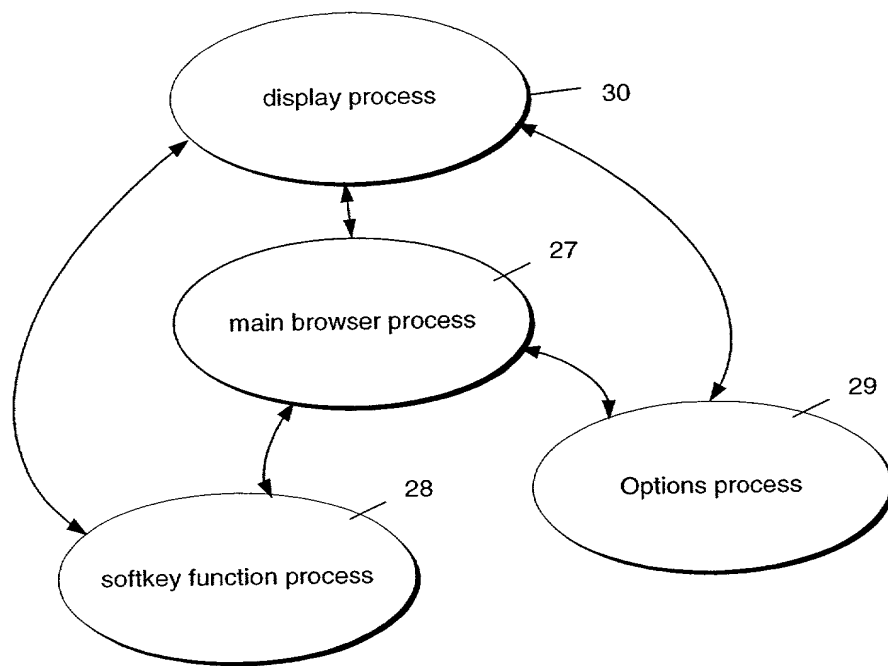 display process
30
27
main browser process
29
Options process
28
softkey function process